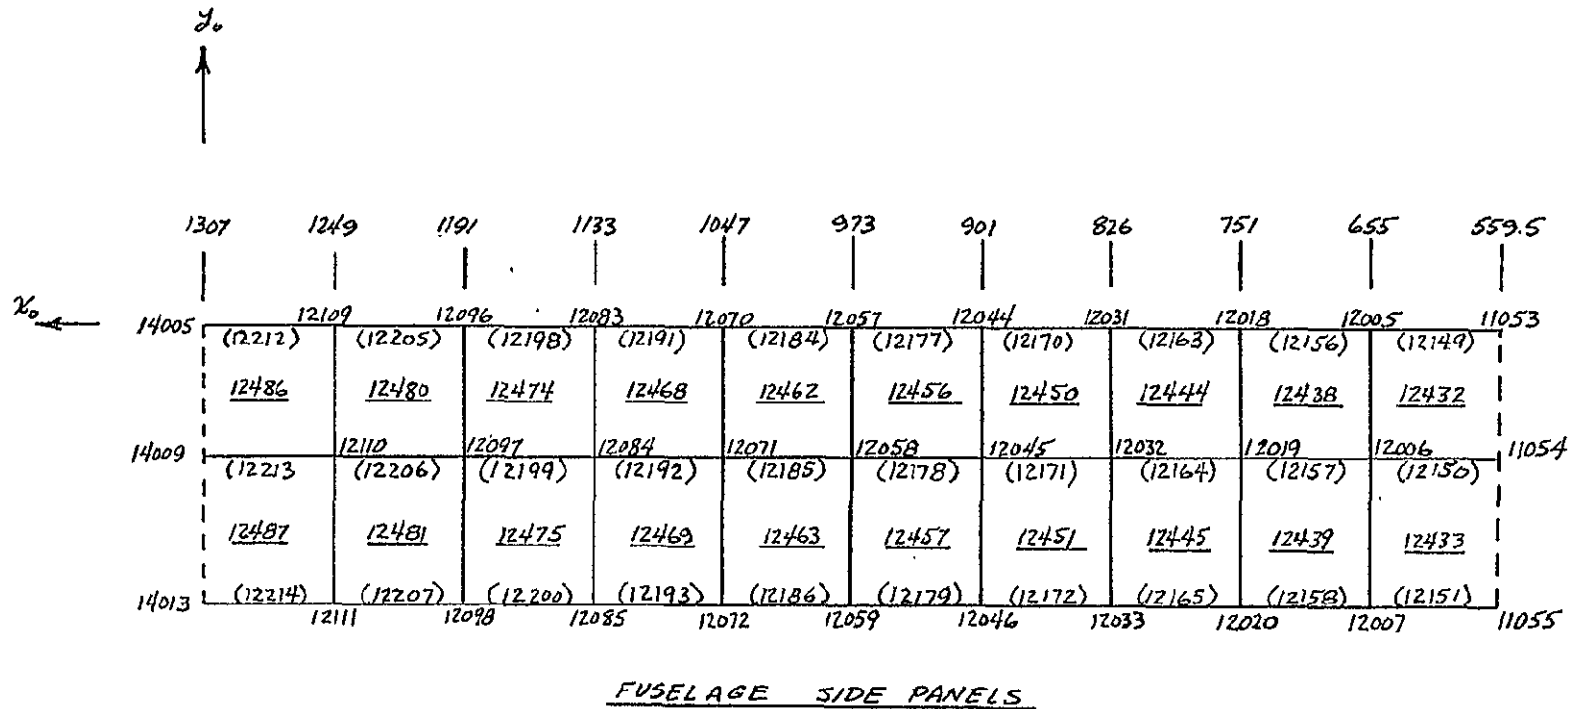 y₀
1307 1249 1191 1133 1047 973 901 826 751 655 559.5
x₀
14005 12109 12096 12083 12070 12057 12044 12031 12018 12005 11053
(12212) (12205) (12198) (12191) (12184) (12177) (12170) (12163) (12156) (12149)
12486 12480 12474 12468 12462 12456 12450 12444 12438 12432
14009 12110 12097 12084 12071 12058 12045 12032 12019 12006 11054
(12213 (12206) (12199) (12192) (12185) (12178) (12171) (12164) (12157) (12150)
12487 12481 12475 12469 12463 12457 12451 12445 12439 12433
14013 (12214) (12207) (12200) (12193) (12186) (12179) (12172) (12165) (12158) (12151)
12111 12098 12085 12072 12059 12046 12033 12020 12007 11055
FUSELAGE SIDE PANELS